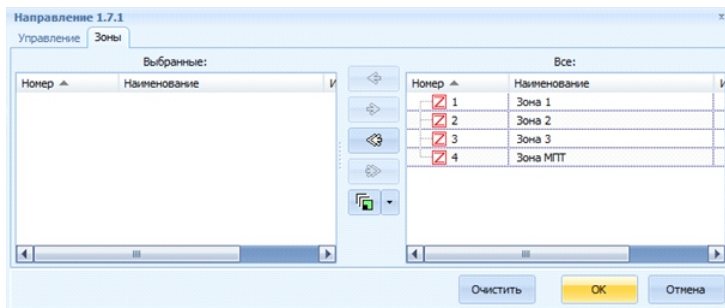 Направление 1.7.1
Управление Зоны
Выбранные:
Номер Наименование И
Все:
Номер Наименование И
1 Зона 1
2 Зона 2
3 Зона 3
4 Зона МПТ
Очистить ОК Отмена